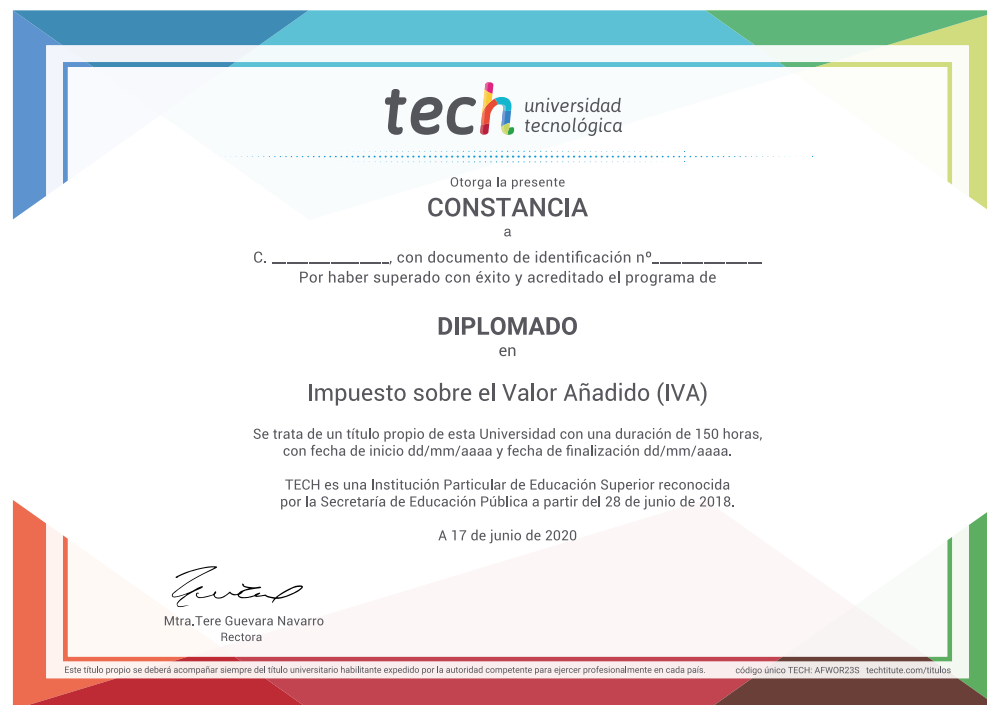 tech universidad
tecnológica
Otorga la presente
CONSTANCIA
a
C. ______________, con documento de identificación nº_____________
Por haber superado con éxito y acreditado el programa de
DIPLOMADO
en
Impuesto sobre el Valor Añadido (IVA)
Se trata de un título propio de esta Universidad con una duración de 150 horas,
con fecha de inicio dd/mm/aaaa y fecha de finalización dd/mm/aaaa.
TECH es una Institución Particular de Educación Superior reconocida
por la Secretaría de Educación Pública a partir del 28 de junio de 2018.
A 17 de junio de 2020
Mtra.Tere Guevara Navarro
Rectora
Este título propio se deberá acompañar siempre del título universitario habilitante expedido por la autoridad competente para ejercer profesionalmente en cada país. código único TECH: AFWOR23S techtitute.com/titulos